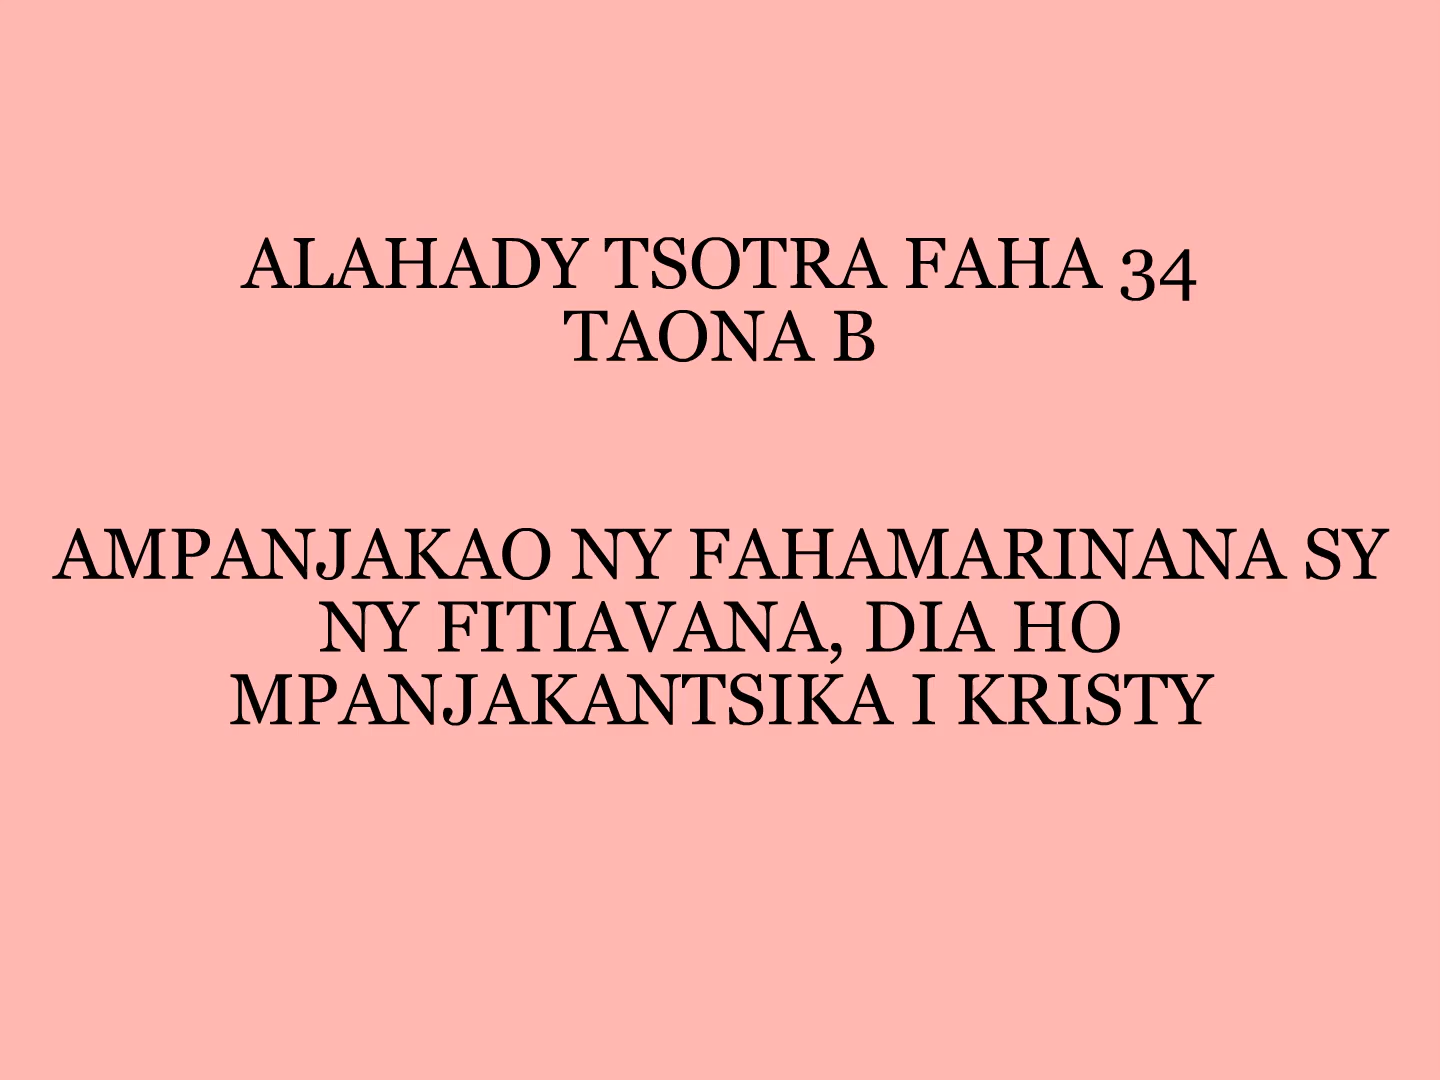 ALAHADY TSOTRA FAHA 34
TAONA B
AMPANJAKAO NY FAHAMARINANA SY
NY FITIAVANA, DIA HO
MPANJAKANTSIKA I KRISTY